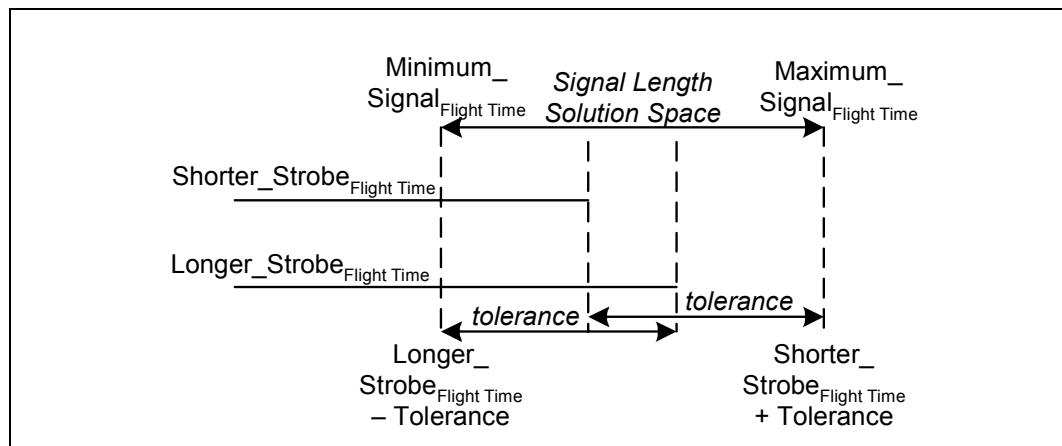 Minimum_
Signal Flight Time
Signal Length
Solution Space
Maximum_
Signal Flight Time
Shorter_Strobe Flight Time
Longer_Strobe Flight Time
tolerance
tolerance
Longer_
Strobe Flight Time
– Tolerance
Shorter_
Strobe Flight Time
+ Tolerance